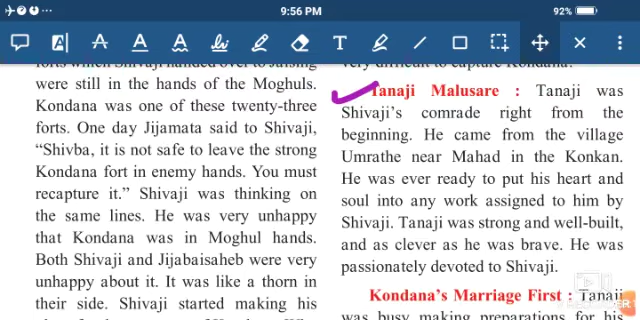 9:56 PM
92%
forts which Shivaji handed over to Jaising
were still in the hands of the Moghuls.
Kondana was one of these twenty-three
forts. One day Jijamata said to Shivaji,
“Shivba, it is not safe to leave the strong
Kondana fort in enemy hands. You must
recapture it.” Shivaji was thinking on
the same lines. He was very unhappy
that Kondana was in Moghul hands.
Both Shivaji and Jijabaisaheb were very
unhappy about it. It was like a thorn in
their side. Shivaji started making his
very difficult to capture Kondana.
Tanaji Malusare : Tanaji was
Shivaji’s comrade right from the
beginning. He came from the village
Umrathe near Mahad in the Konkan.
He was ever ready to put his heart and
soul into any work assigned to him by
Shivaji. Tanaji was strong and well-built,
and as clever as he was brave. He was
passionately devoted to Shivaji.
Kondana’s Marriage First : Tanaji
was busy making preparations for his